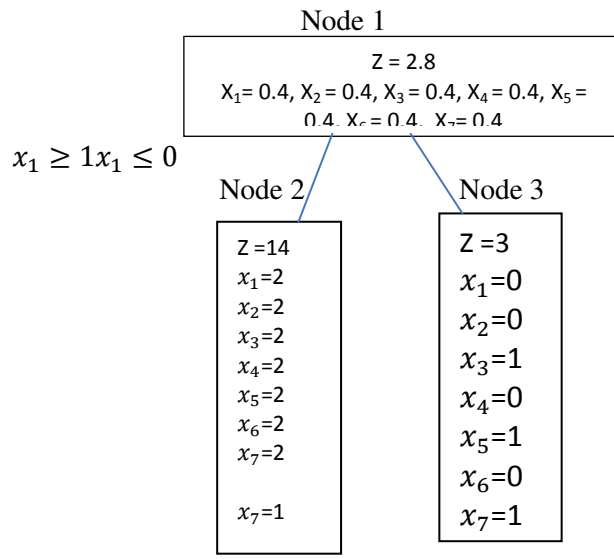 Node 1
Z = 2.8
X₁= 0.4, X₂ = 0.4, X₃ = 0.4, X₄ = 0.4, X₅ =
0.4, X₆ = 0.4, X₇= 0.4
x₁ ≥ 1x₁ ≤ 0
Node 2
Z =14
x₁=2
x₂=2
x₃=2
x₄=2
x₅=2
x₆=2
x₇=2
x₇=1
Node 3
Z =3
x₁=0
x₂=0
x₃=1
x₄=0
x₅=1
x₆=0
x₇=1